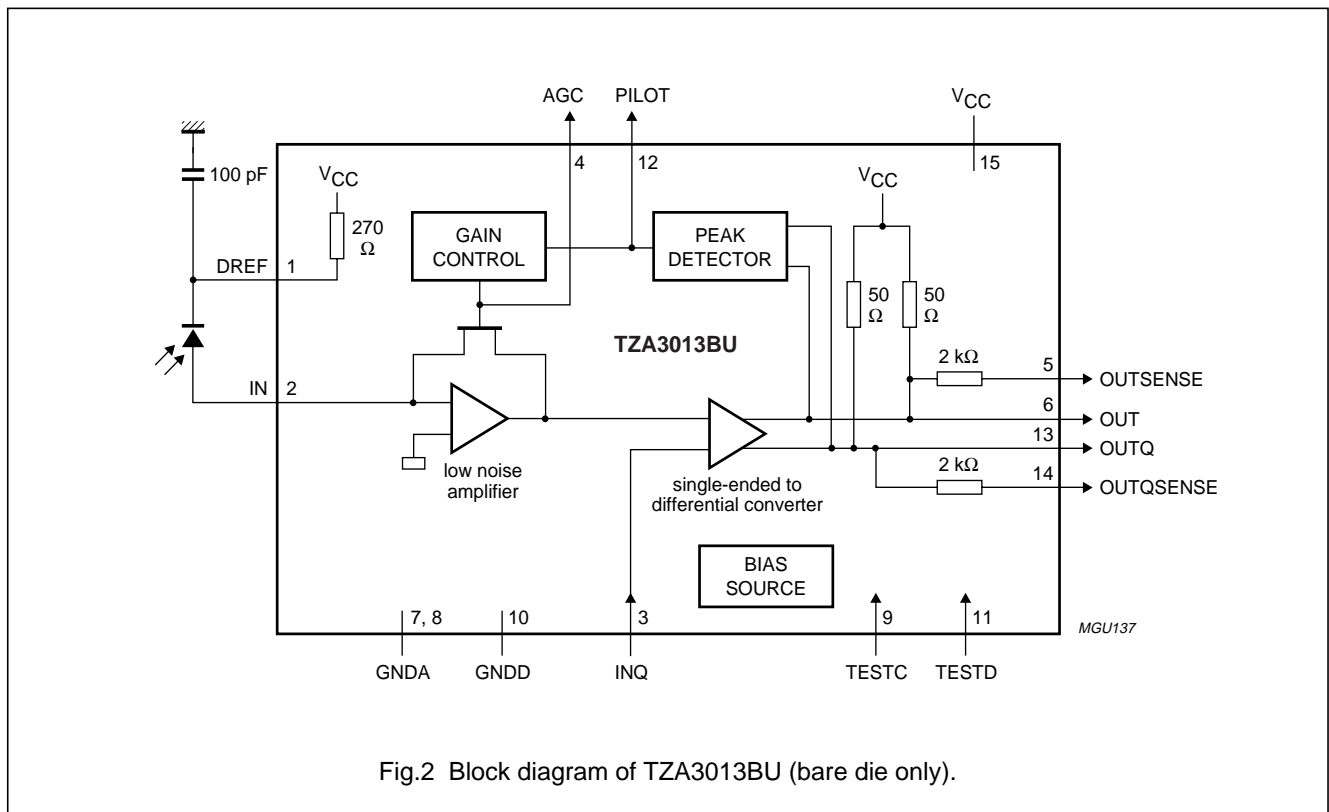 AGC
PILOT
VCC
4
12
15
100 pF
VCC
270
Ω
VCC
GAIN
CONTROL
PEAK
DETECTOR
DREF
1
50
Ω
50
Ω
TZA3013BU
2 kΩ
5
OUTSENSE
IN
2
6
OUT
13
OUTQ
low noise
amplifier
single-ended to
differential converter
2 kΩ
14
OUTQSENSE
BIAS
SOURCE
7, 8
10
3
9
11
MGU137
GNDA
GNDD
INQ
TESTC
TESTD
Fig.2 Block diagram of TZA3013BU (bare die only).